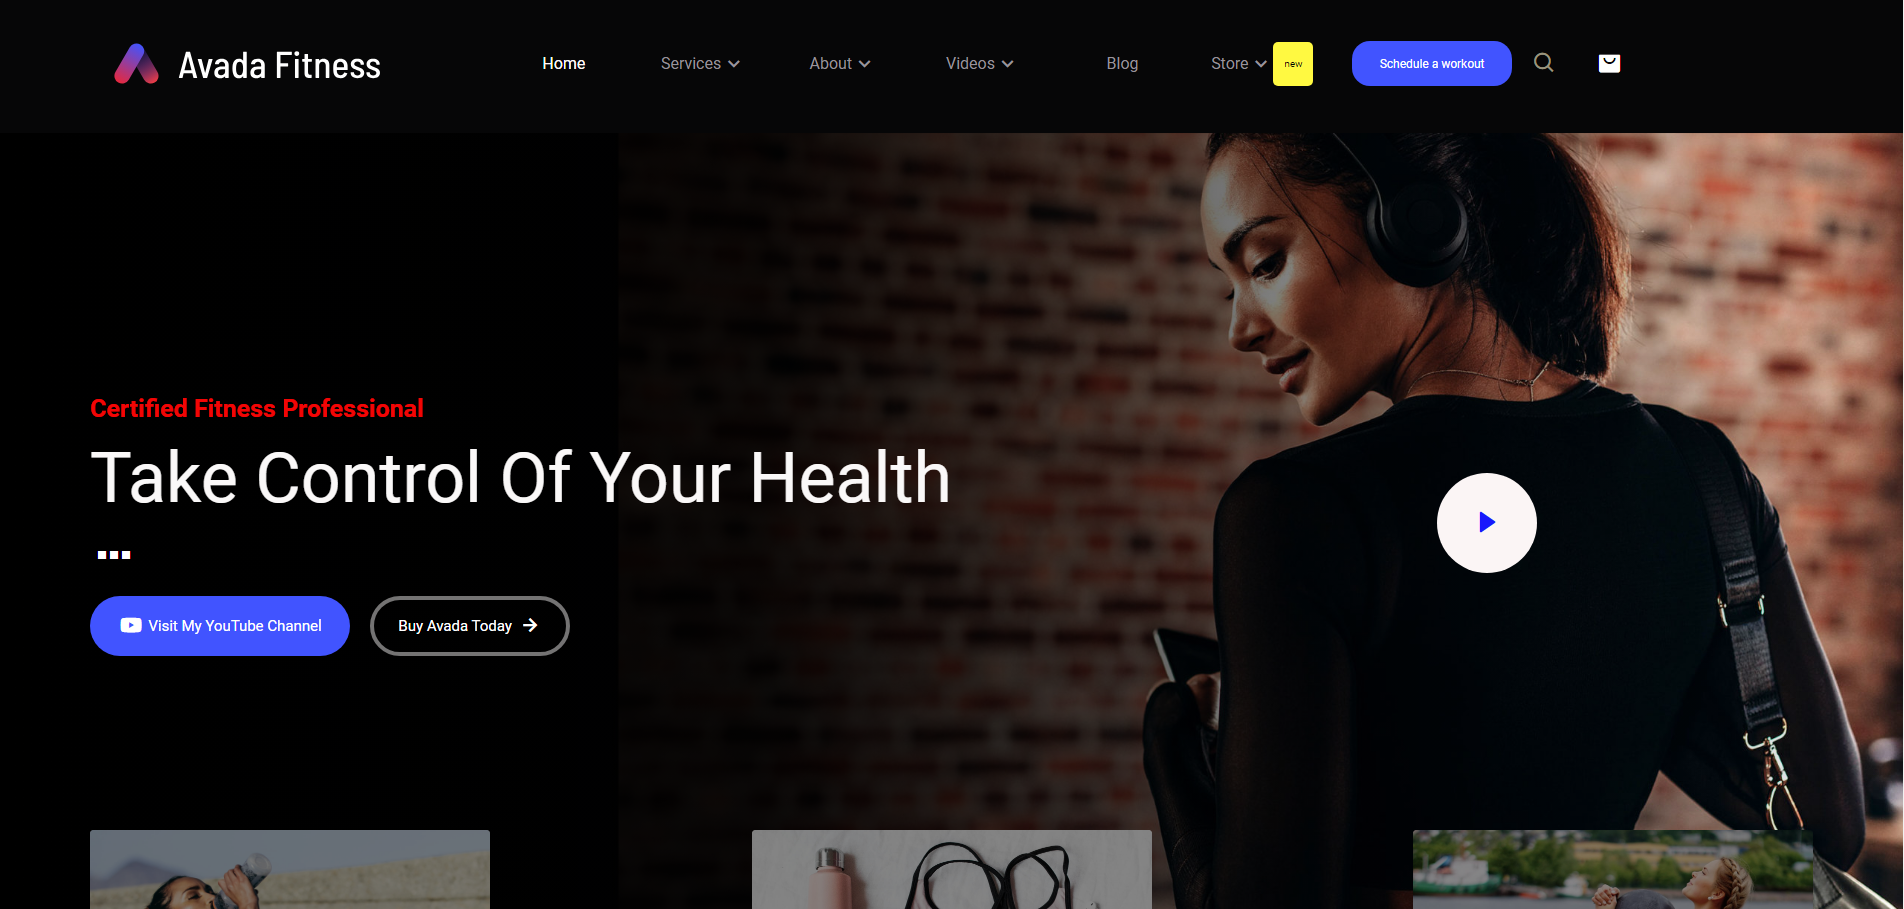 Avada Fitness
Home
Services
About
Videos
Blog
Store
new
Schedule a workout
Certified Fitness Professional
Take Control Of Your Health
...
Visit My YouTube Channel
Buy Avada Today